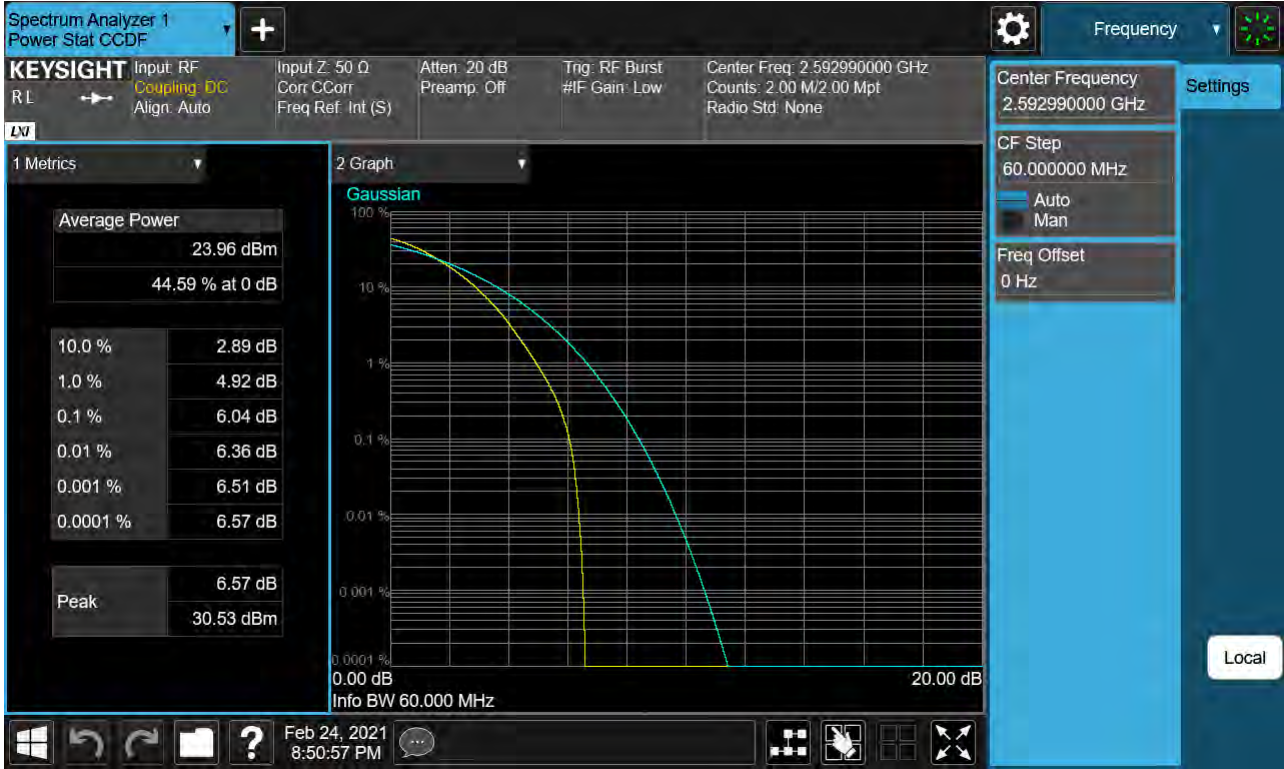 Spectrum Analyzer 1
Power Stat CCDF
Frequency
KEYSIGHT
RL
LXI
Input: RF
Coupling: DC
Align: Auto
Input Z: 50 Ω
Corr CCorr
Freq Ref: Int (S)
Atten: 20 dB
Preamp: Off
Trig: RF Burst
#IF Gain: Low
Center Freq: 2.592990000 GHz
Counts: 2.00 M/2.00 Mpt
Radio Std: None
Center Frequency
2.592990000 GHz
Settings
CF Step
60.000000 MHz
Auto
Man
Freq Offset
0 Hz
Local
1 Metrics
Average Power
23.96 dBm
44.59 % at 0 dB
10.0 % 2.89 dB
1.0 % 4.92 dB
0.1 % 6.04 dB
0.01 % 6.36 dB
0.001 % 6.51 dB
0.0001 % 6.57 dB
Peak
6.57 dB
30.53 dBm
2 Graph
Gaussian
100 %
10 %
1 %
0.1 %
0.01 %
0.001 %
0.0001 %
0.00 dB 20.00 dB
Info BW 60.000 MHz
?
Feb 24, 2021
8:50:57 PM